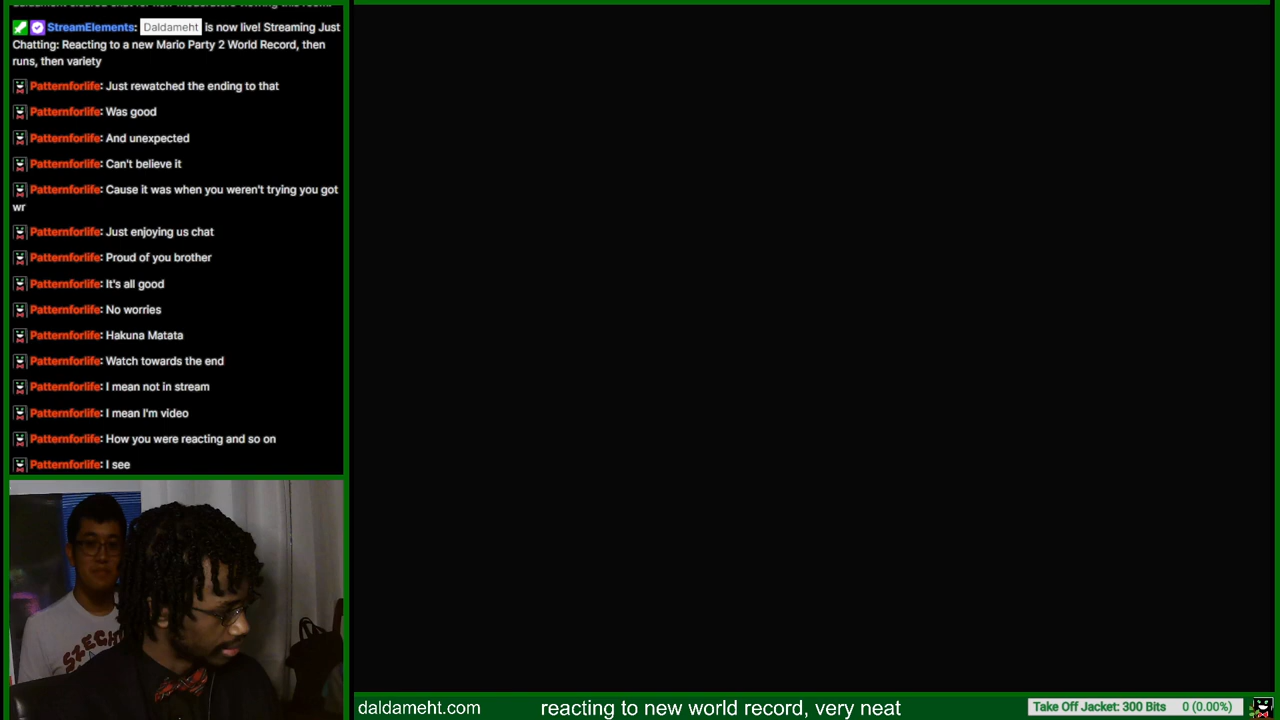 StreamElements: Daldameht is now live! Streaming Just
Chatting: Reacting to a new Mario Party 2 World Record, then
runs, then variety
Patternforlife: Just rewatched the ending to that
Patternforlife: Was good
Patternforlife: And unexpected
Patternforlife: Can't believe it
Patternforlife: Cause it was when you weren't trying you got
wr
Patternforlife: Just enjoying us chat
Patternforlife: Proud of you brother
Patternforlife: It's all good
Patternforlife: No worries
Patternforlife: Hakuna Matata
Patternforlife: Watch towards the end
Patternforlife: I mean not in stream
Patternforlife: I mean I'm video
Patternforlife: How you were reacting and so on
Patternforlife: I see
daldameht.com
reacting to new world record, very neat
Take Off Jacket: 300 Bits 0 (0.00%)